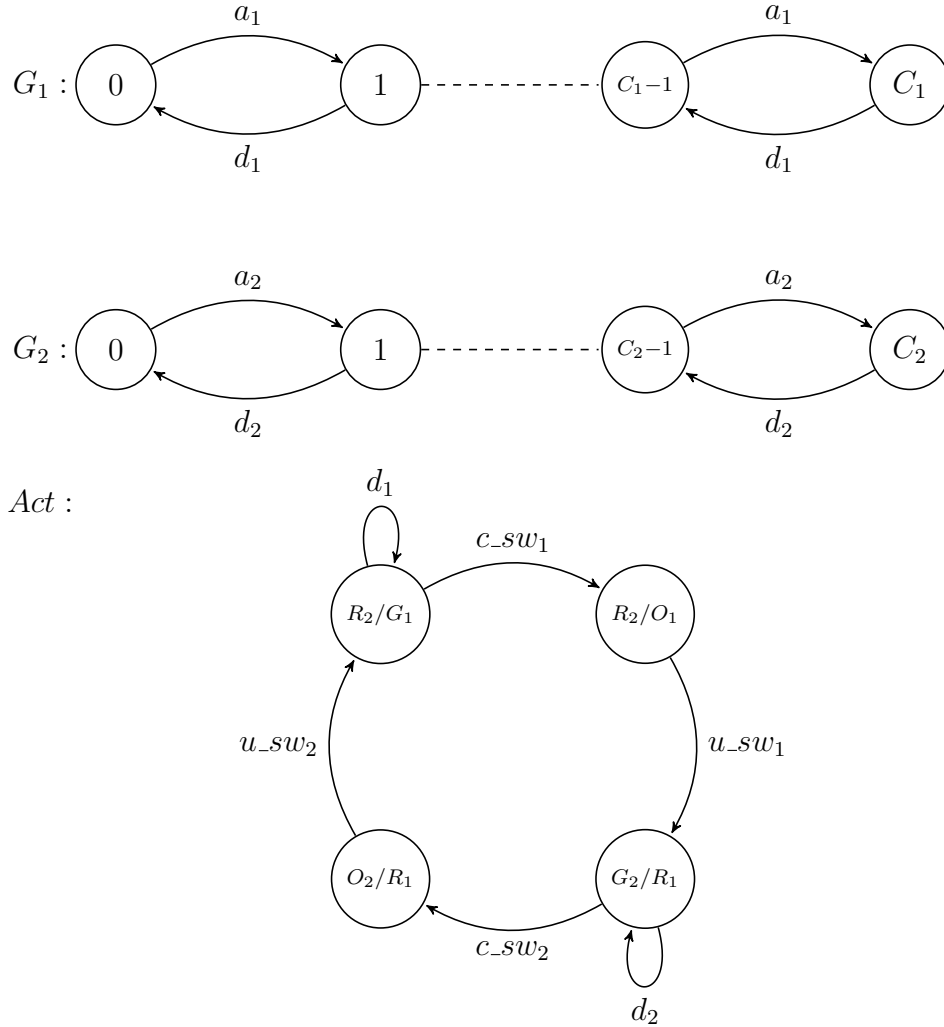 a₁ a₁
G₁ : 0 1 C₁−1 C₁
d₁ d₁
a₂ a₂
G₂ : 0 1 C₂−1 C₂
d₂ d₂
Act :
d₁
c_sw₁
R₂/G₁ R₂/O₁
u_sw₂ u_sw₁
O₂/R₁ G₂/R₁
c_sw₂
d₂